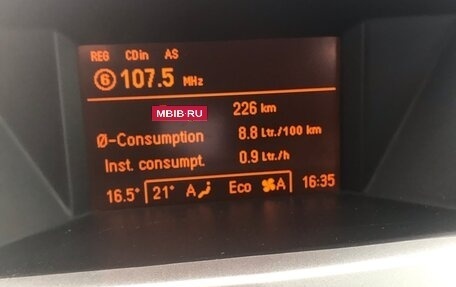 REG CDin AS
6 107.5 MHz
MBIB·RU 226 km
Ø-Consumption 8.8 Ltr./100 km
Inst. consumpt. 0.9 Ltr./h
16.5° 21° A Eco A 16:35